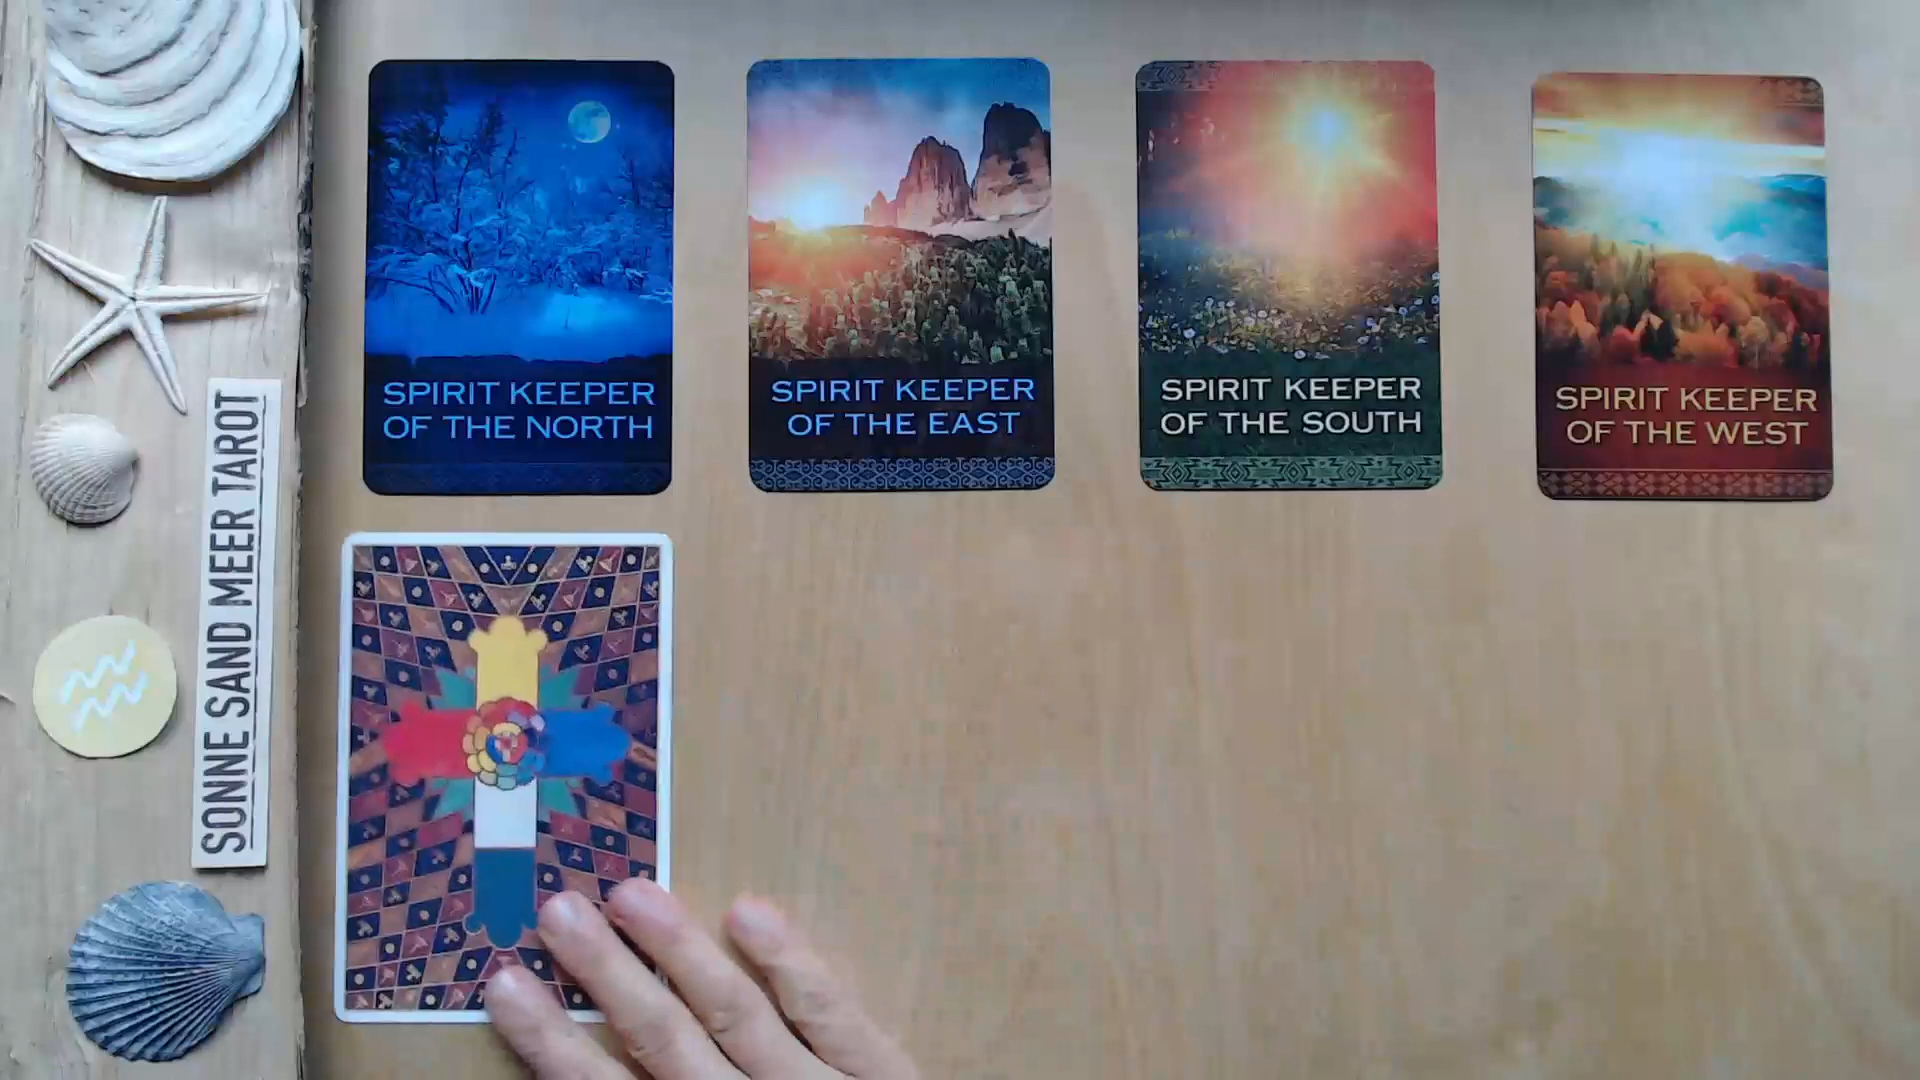 SPIRIT KEEPER
OF THE NORTH
SPIRIT KEEPER
OF THE EAST
SPIRIT KEEPER
OF THE SOUTH
SPIRIT KEEPER
OF THE WEST
SONNE SAND MEER TAROT